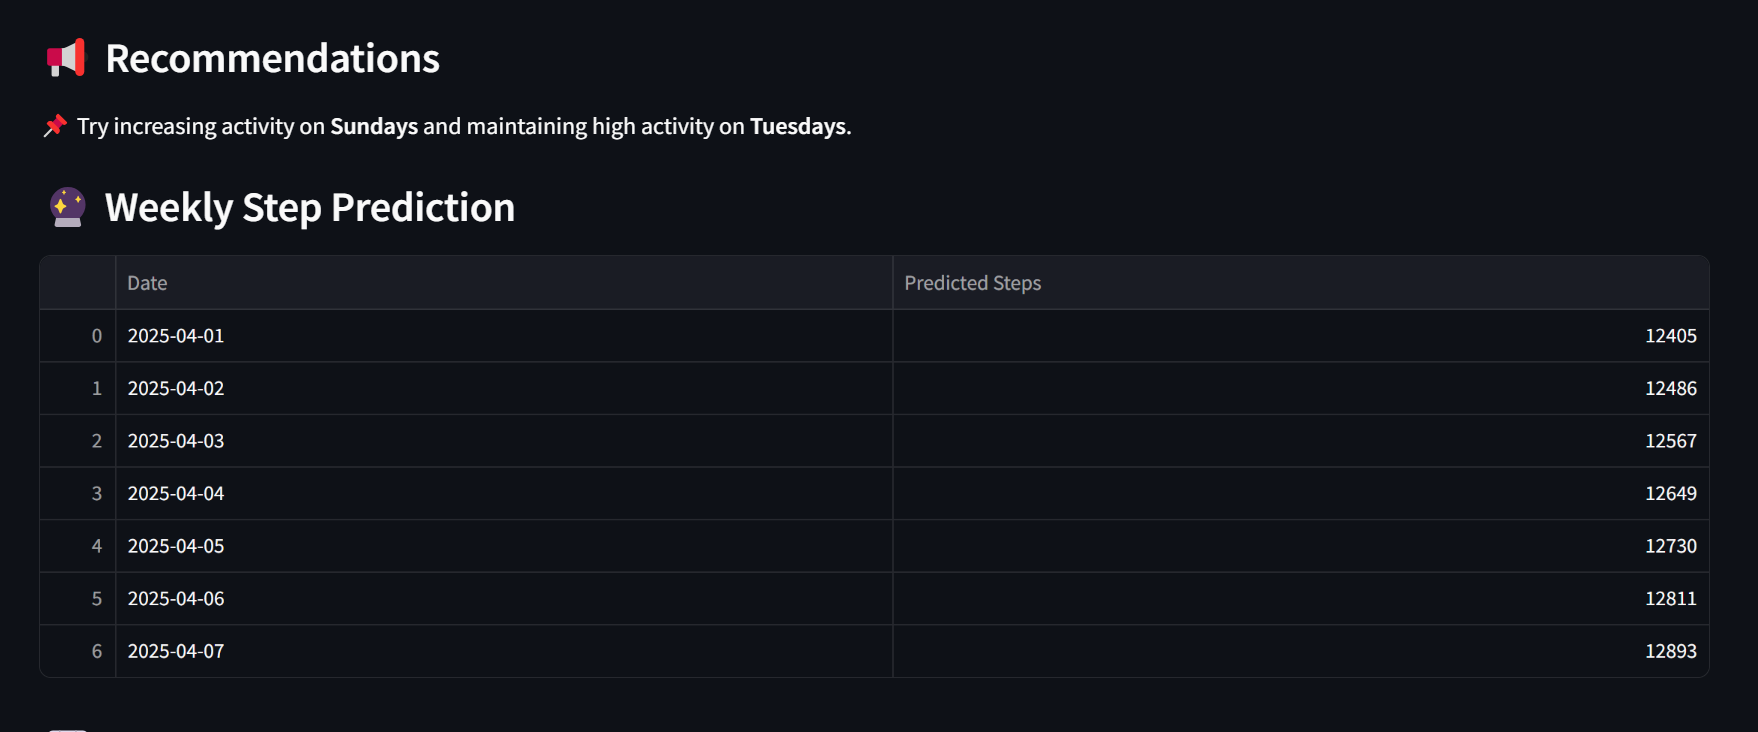 Recommendations
Try increasing activity on Sundays and maintaining high activity on Tuesdays.
Weekly Step Prediction
Date Predicted Steps
0 2025-04-01 12405
1 2025-04-02 12486
2 2025-04-03 12567
3 2025-04-04 12649
4 2025-04-05 12730
5 2025-04-06 12811
6 2025-04-07 12893